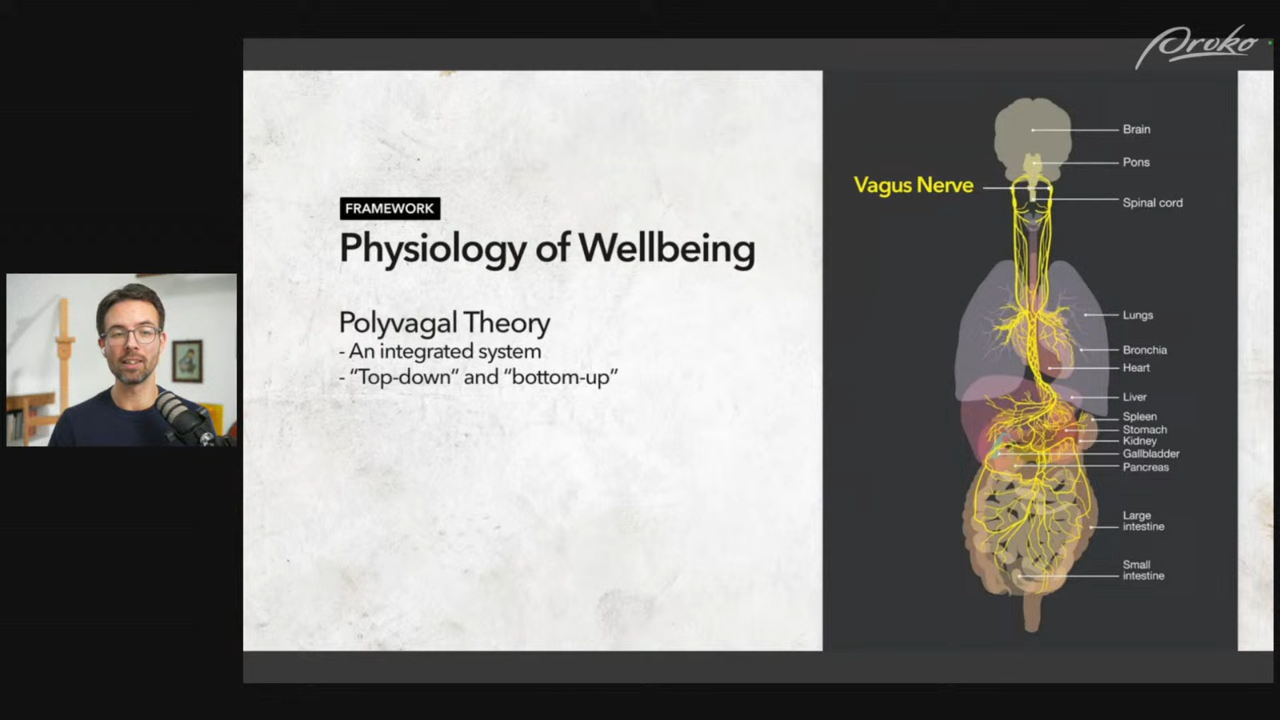 Proko
FRAMEWORK
Physiology of Wellbeing
Polyvagal Theory
- An integrated system
- “Top-down” and “bottom-up”
Vagus Nerve
Brain
Pons
Spinal cord
Lungs
Bronchia
Heart
Liver
Spleen
Stomach
Kidney
Gallbladder
Pancreas
Large
intestine
Small
intestine